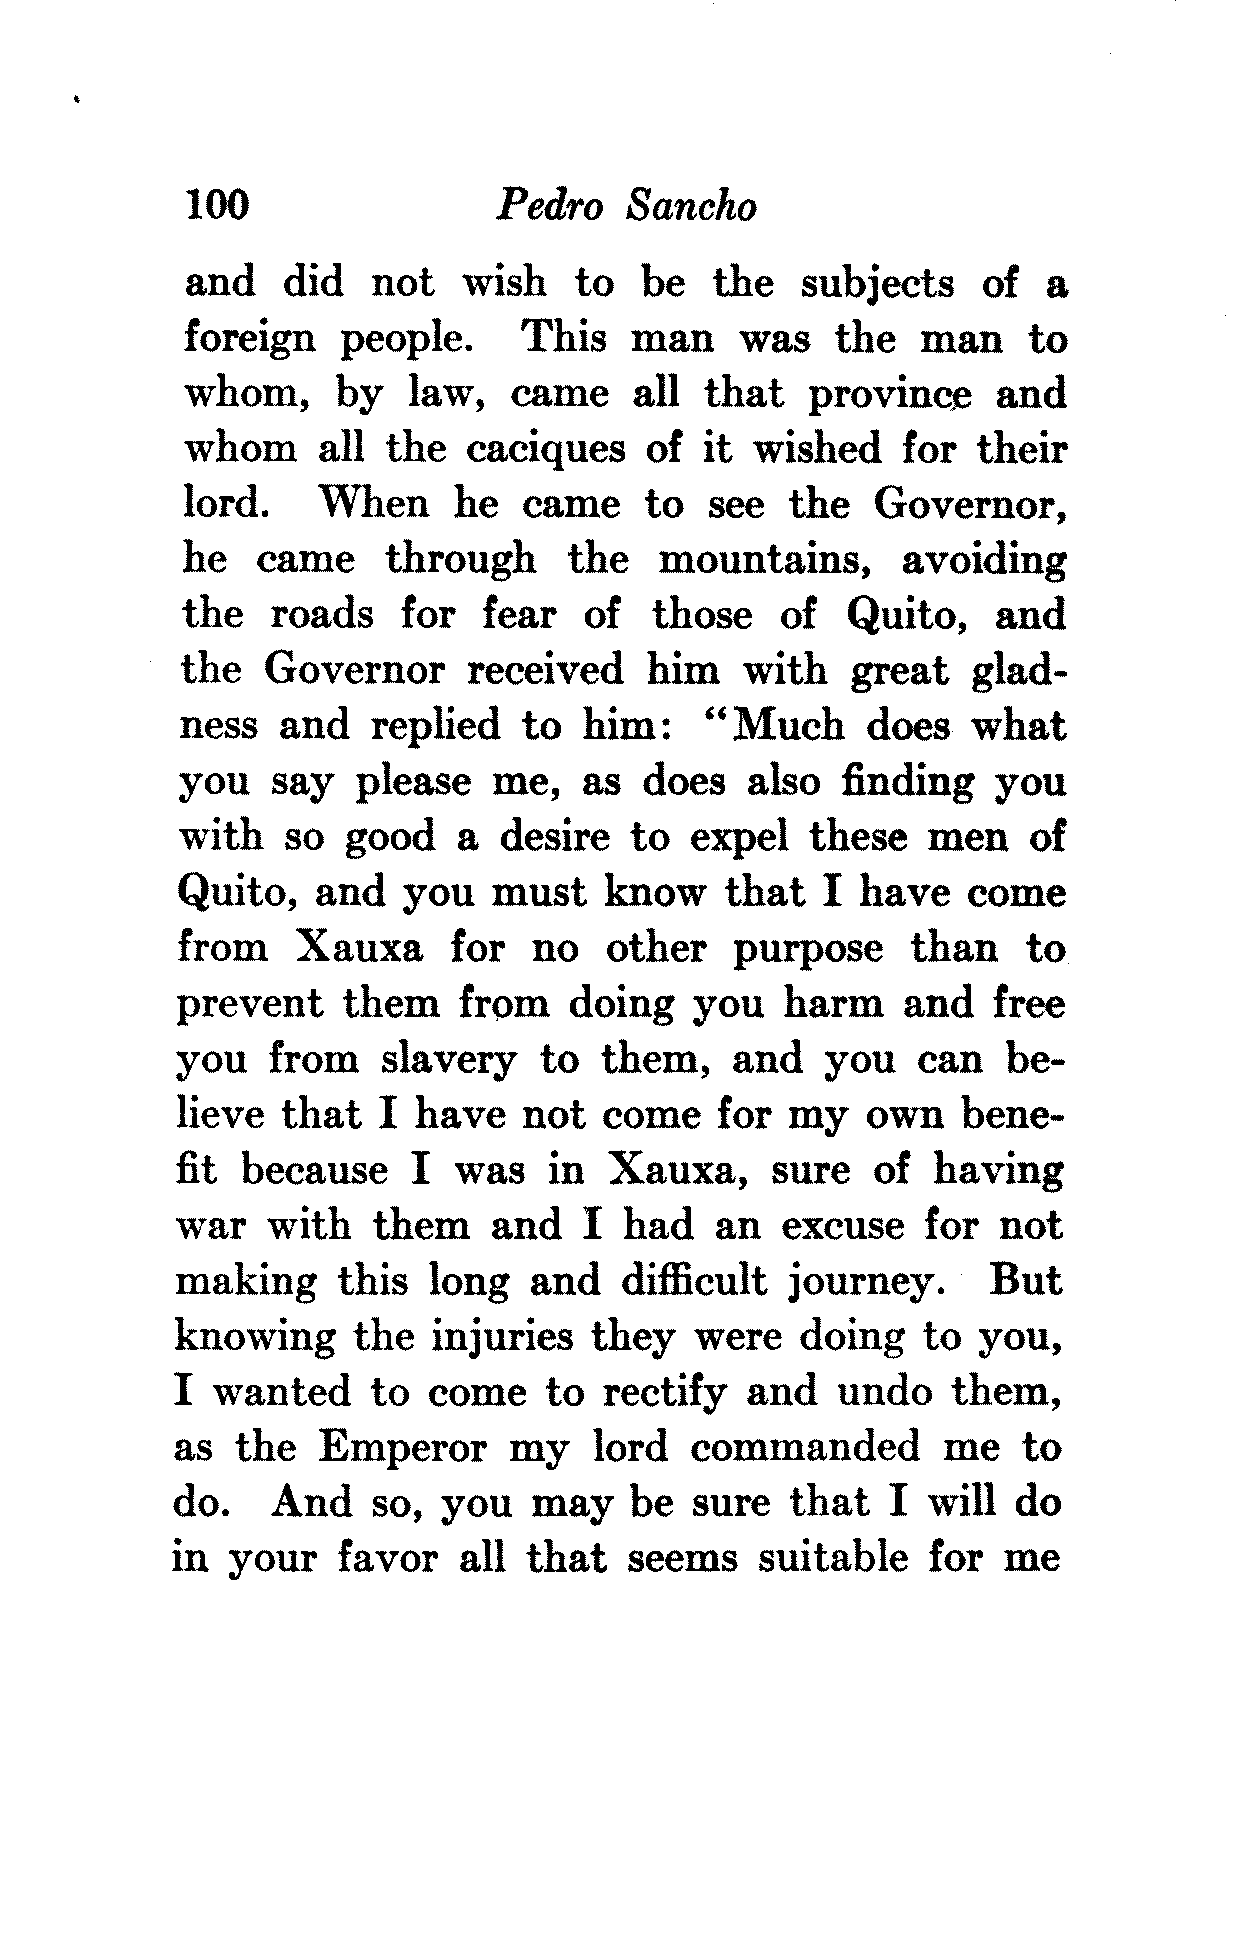 100 Pedro Sancho
and did not wish to be the subjects of a
foreign people. This man was the man to
whom, by law, came all that province and
whom all the caciques of it wished for their
lord. When he came to see the Governor,
he came through the mountains, avoiding
the roads for fear of those of Quito, and
the Governor received him with great glad-
ness and replied to him: “Much does what
you say please me, as does also finding you
with so good a desire to expel these men of
Quito, and you must know that I have come
from Xauxa for no other purpose than to
prevent them from doing you harm and free
you from slavery to them, and you can be-
lieve that I have not come for my own bene-
fit because I was in Xauxa, sure of having
war with them and I had an excuse for not
making this long and difficult journey. But
knowing the injuries they were doing to you,
I wanted to come to rectify and undo them,
as the Emperor my lord commanded me to
do. And so, you may be sure that I will do
in your favor all that seems suitable for me